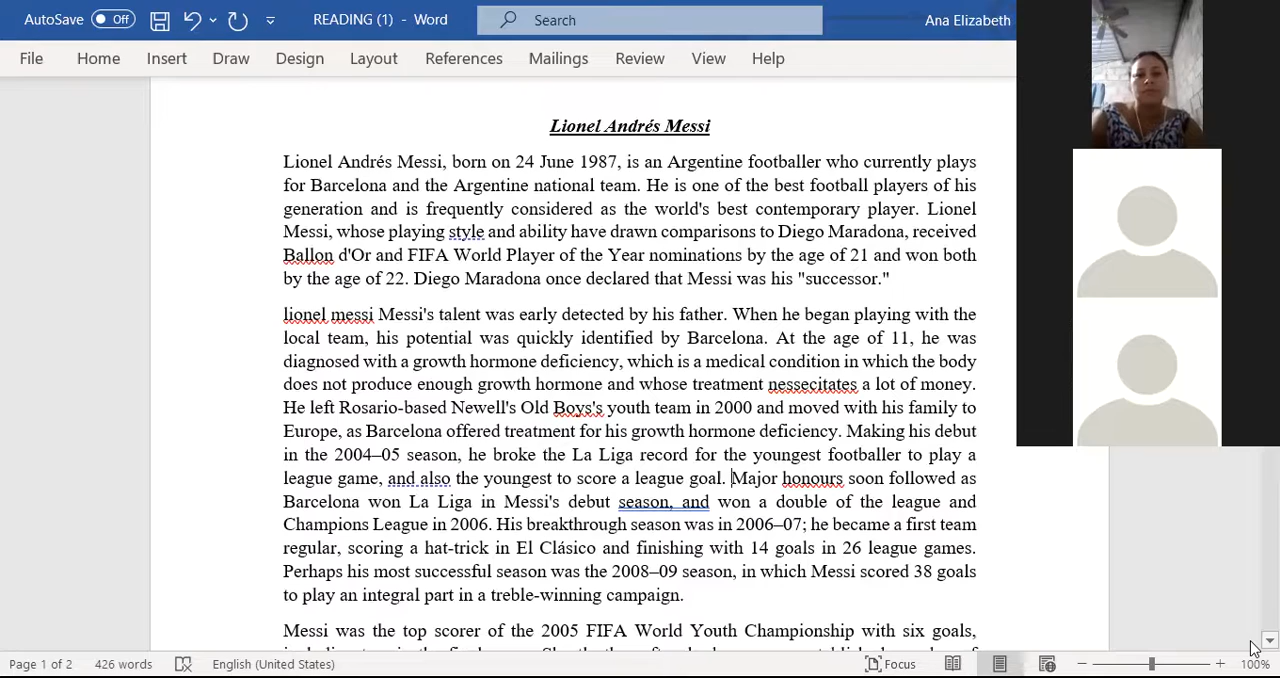 AutoSave Off READING (1) - Word Search Ana Elizabeth
File Home Insert Draw Design Layout References Mailings Review View Help
Lionel Andrés Messi
Lionel Andrés Messi, born on 24 June 1987, is an Argentine footballer who currently plays
for Barcelona and the Argentine national team. He is one of the best football players of his
generation and is frequently considered as the world's best contemporary player. Lionel
Messi, whose playing style and ability have drawn comparisons to Diego Maradona, received
Ballon d'Or and FIFA World Player of the Year nominations by the age of 21 and won both
by the age of 22. Diego Maradona once declared that Messi was his "successor."
lionel messi Messi's talent was early detected by his father. When he began playing with the
local team, his potential was quickly identified by Barcelona. At the age of 11, he was
diagnosed with a growth hormone deficiency, which is a medical condition in which the body
does not produce enough growth hormone and whose treatment nessecitates a lot of money.
He left Rosario-based Newell's Old Boys's youth team in 2000 and moved with his family to
Europe, as Barcelona offered treatment for his growth hormone deficiency. Making his debut
in the 2004–05 season, he broke the La Liga record for the youngest footballer to play a
league game, and also the youngest to score a league goal. Major honours soon followed as
Barcelona won La Liga in Messi's debut season, and won a double of the league and
Champions League in 2006. His breakthrough season was in 2006–07; he became a first team
regular, scoring a hat-trick in El Clásico and finishing with 14 goals in 26 league games.
Perhaps his most successful season was the 2008–09 season, in which Messi scored 38 goals
to play an integral part in a treble-winning campaign.
Messi was the top scorer of the 2005 FIFA World Youth Championship with six goals,
Page 1 of 2 426 words English (United States) Focus 100%